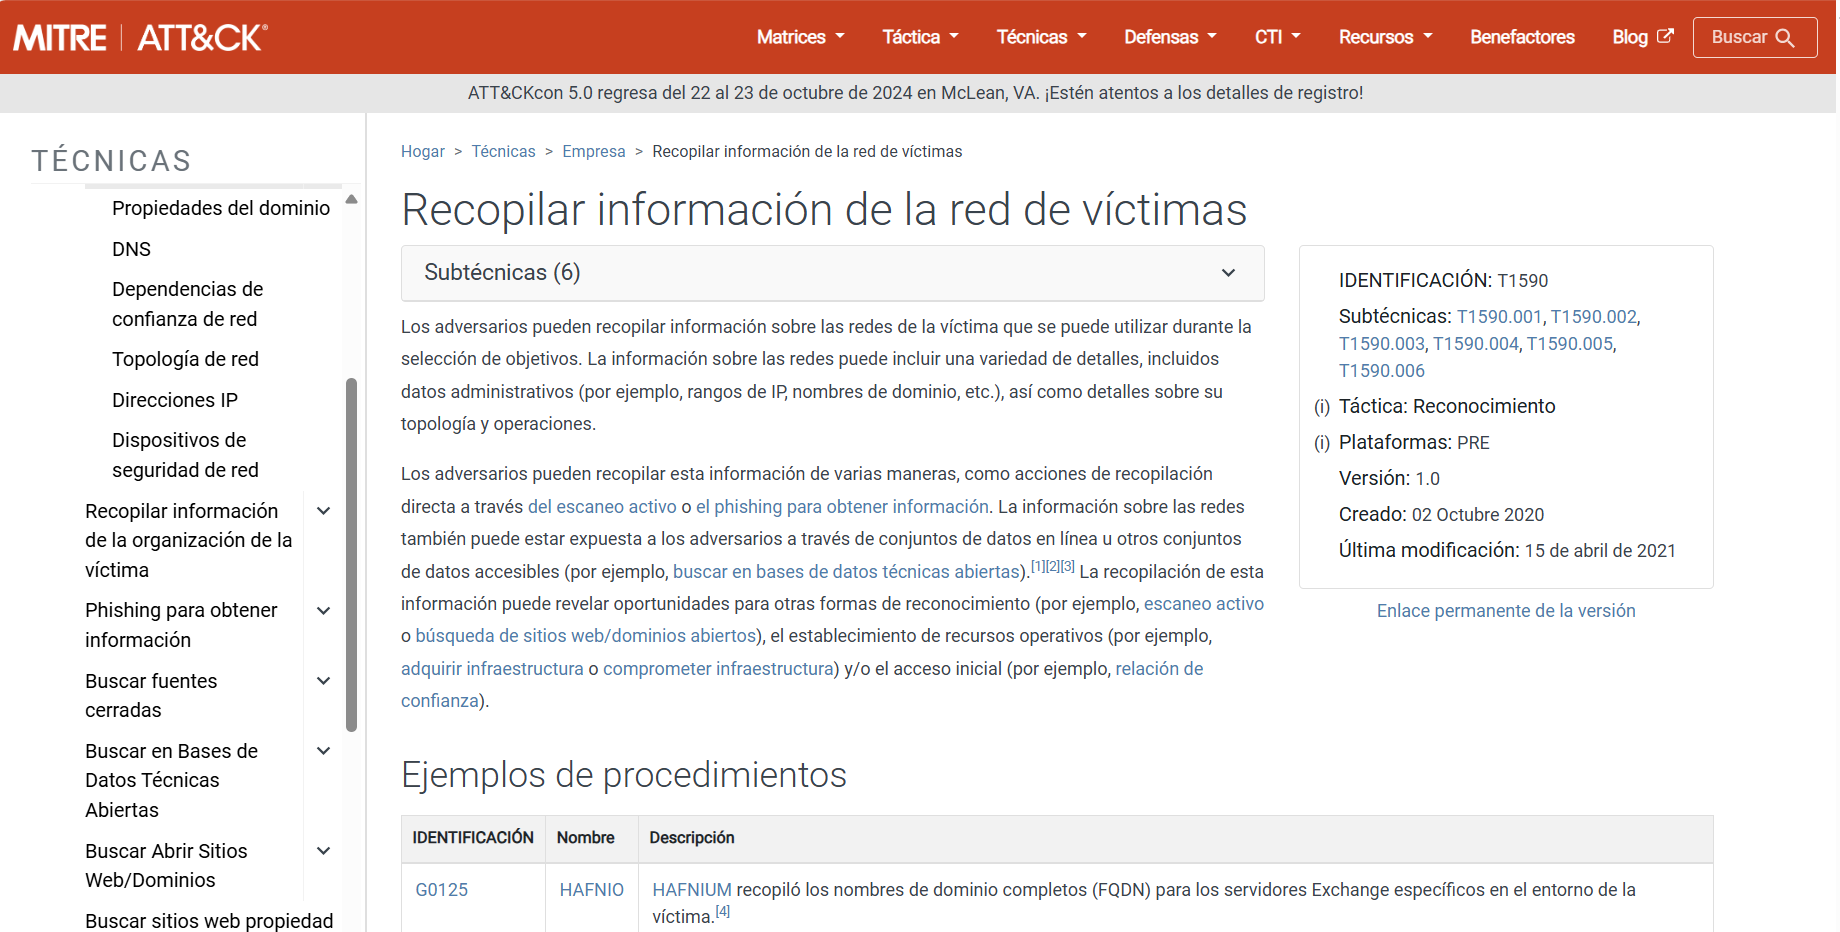 MITRE | ATT&CK®
Matrices
Táctica
Técnicas
Defensas
CTI
Recursos
Benefactores
Blog
Buscar
ATT&CKcon 5.0 regresa del 22 al 23 de octubre de 2024 en McLean, VA. ¡Estén atentos a los detalles de registro!
TÉCNICAS
Propiedades del dominio
DNS
Dependencias de
confianza de red
Topología de red
Direcciones IP
Dispositivos de
seguridad de red
Recopilar información
de la organización de la
víctima
Phishing para obtener
información
Buscar fuentes
cerradas
Buscar en Bases de
Datos Técnicas
Abiertas
Buscar Abrir Sitios
Web/Dominios
Buscar sitios web propiedad
Hogar > Técnicas > Empresa > Recopilar información de la red de víctimas
Recopilar información de la red de víctimas
Subtécnicas (6)
Los adversarios pueden recopilar información sobre las redes de la víctima que se puede utilizar durante la
selección de objetivos. La información sobre las redes puede incluir una variedad de detalles, incluidos
datos administrativos (por ejemplo, rangos de IP, nombres de dominio, etc.), así como detalles sobre su
topología y operaciones.
Los adversarios pueden recopilar esta información de varias maneras, como acciones de recopilación
directa a través del escaneo activo o el phishing para obtener información. La información sobre las redes
también puede estar expuesta a los adversarios a través de conjuntos de datos en línea u otros conjuntos
de datos accesibles (por ejemplo, buscar en bases de datos técnicas abiertas).[1][2][3] La recopilación de esta
información puede revelar oportunidades para otras formas de reconocimiento (por ejemplo, escaneo activo
o búsqueda de sitios web/dominios abiertos), el establecimiento de recursos operativos (por ejemplo,
adquirir infraestructura o comprometer infraestructura) y/o el acceso inicial (por ejemplo, relación de
confianza).
IDENTIFICACIÓN: T1590
Subtécnicas: T1590.001, T1590.002,
T1590.003, T1590.004, T1590.005,
T1590.006
(i) Táctica: Reconocimiento
(i) Plataformas: PRE
Versión: 1.0
Creado: 02 Octubre 2020
Última modificación: 15 de abril de 2021
Enlace permanente de la versión
Ejemplos de procedimientos
IDENTIFICACIÓN Nombre Descripción
G0125 HAFNIO HAFNIUM recopiló los nombres de dominio completos (FQDN) para los servidores Exchange específicos en el entorno de la
víctima.[4]